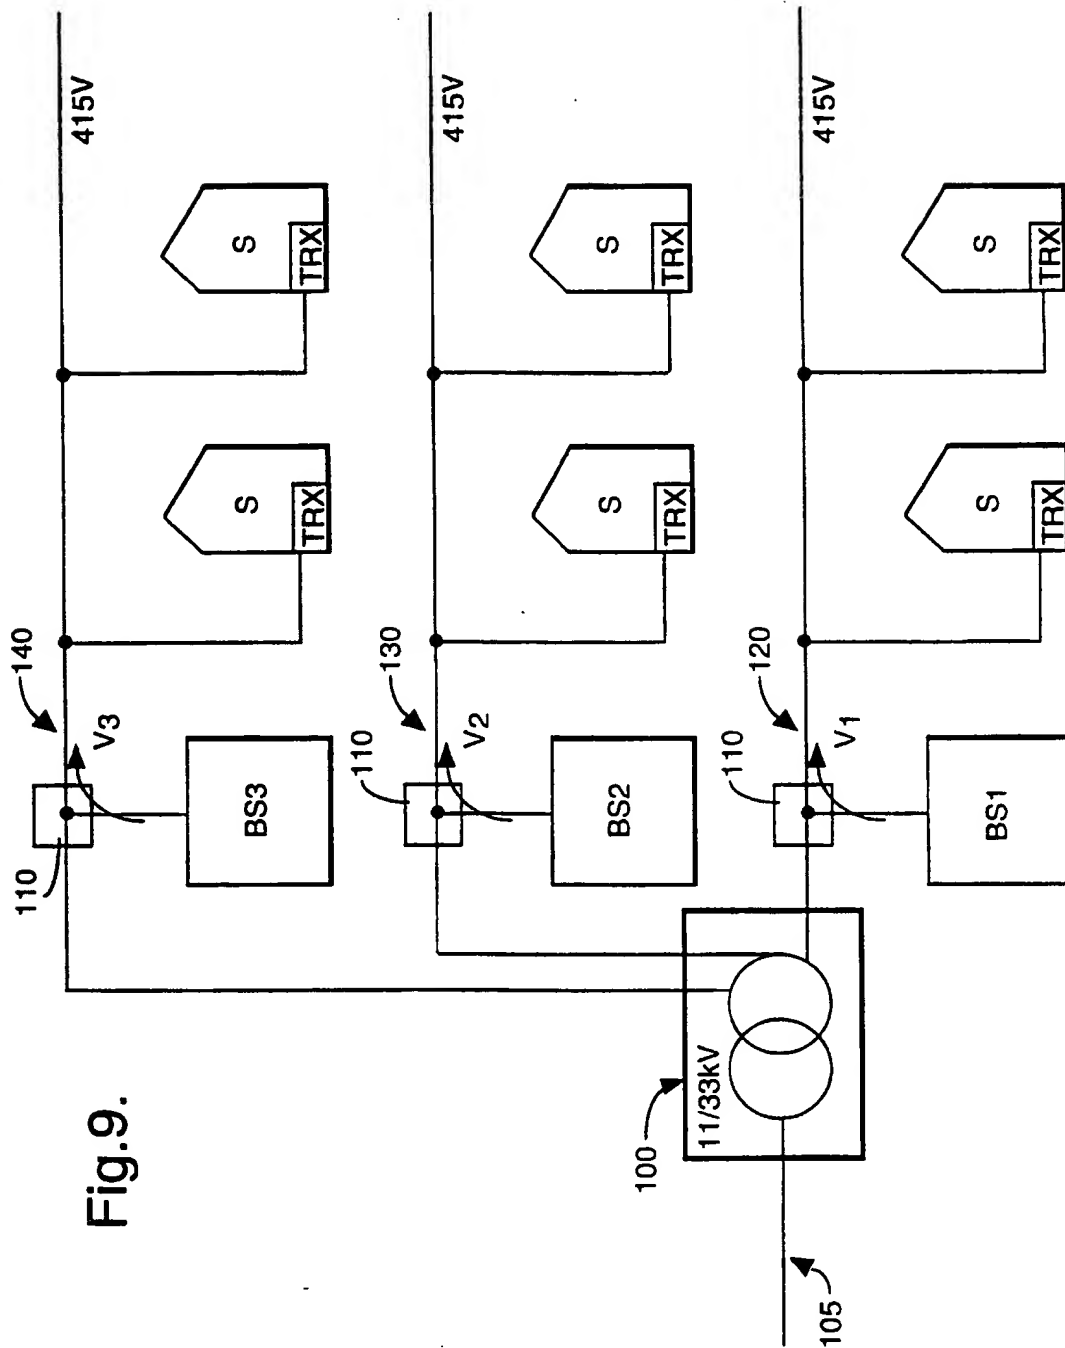 Fig.9.
140
415V
110
V3
BS3
S
TRX
S
TRX
130
415V
110
V2
BS2
S
TRX
S
TRX
120
415V
110
V1
BS1
S
TRX
S
TRX
100
11/33kV
105